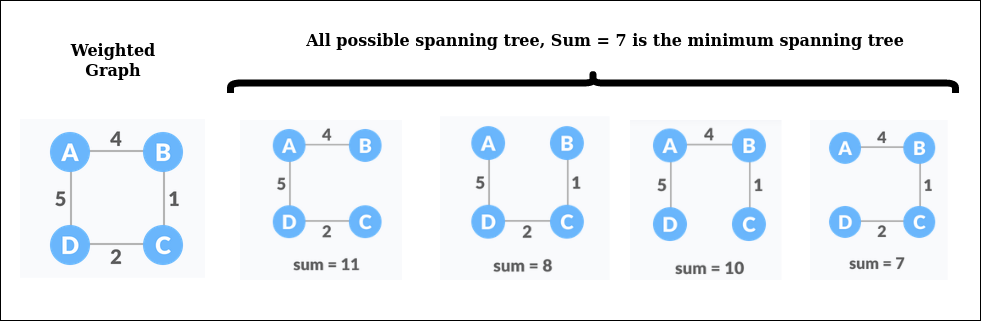 All possible spanning tree, Sum = 7 is the minimum spanning tree
Weighted
Graph
4
A B
5 1
D C
2
4
A B
5
D C
2
sum = 11
A B
5 1
D C
2
sum = 8
4
A B
5 1
D C
sum = 10
4
A B
1
D C
2
sum = 7